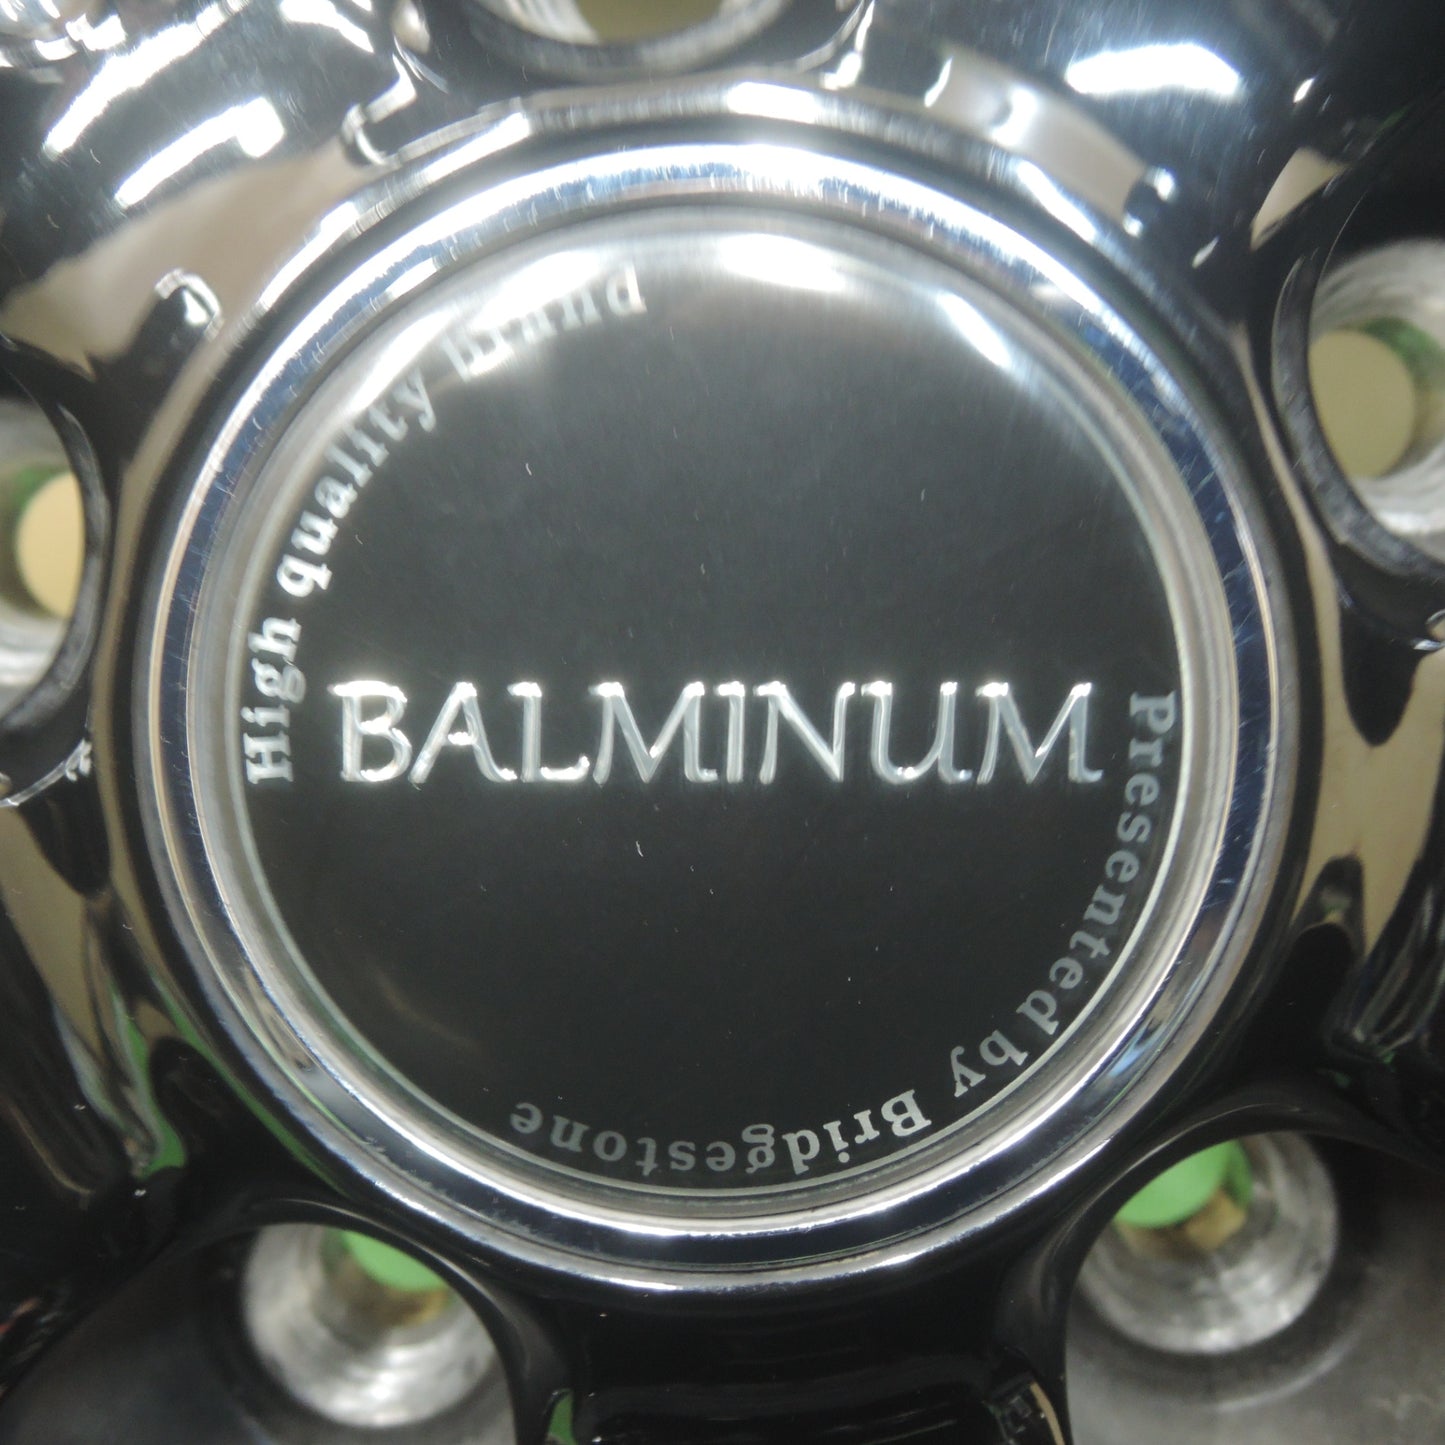 High quality brand
BALMINUM
Presented by Bridgestone